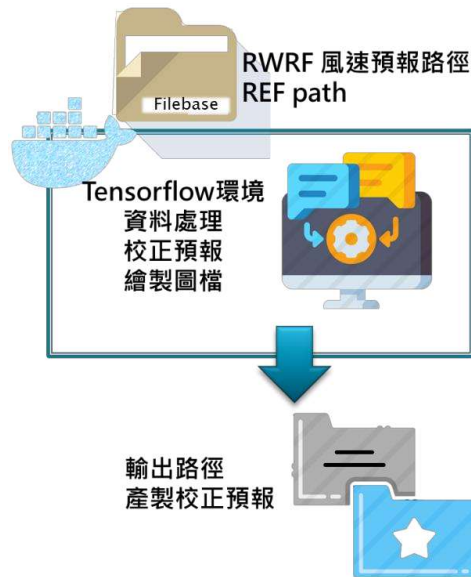 RWRF 風速預報路徑
REF path
Filebase
Tensorflow環境
資料處理
校正預報
繪製圖檔
輸出路徑
產製校正預報